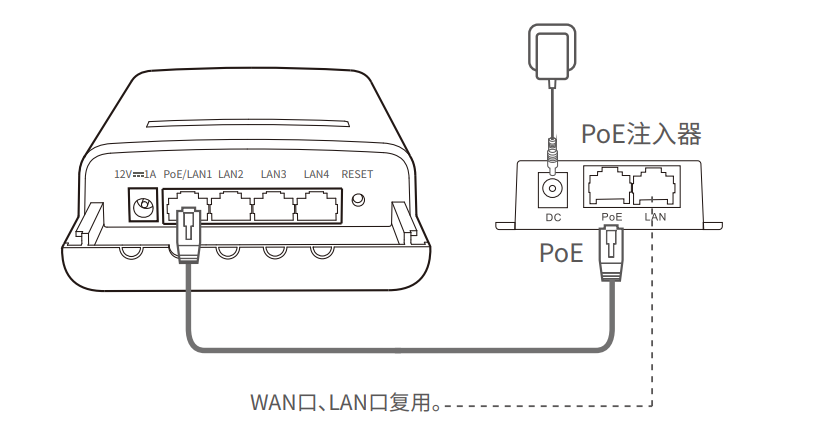 PoE注入器
12V⎓1A PoE/LAN1 LAN2 LAN3 LAN4 RESET
DC PoE LAN
PoE
WAN口、LAN口复用。